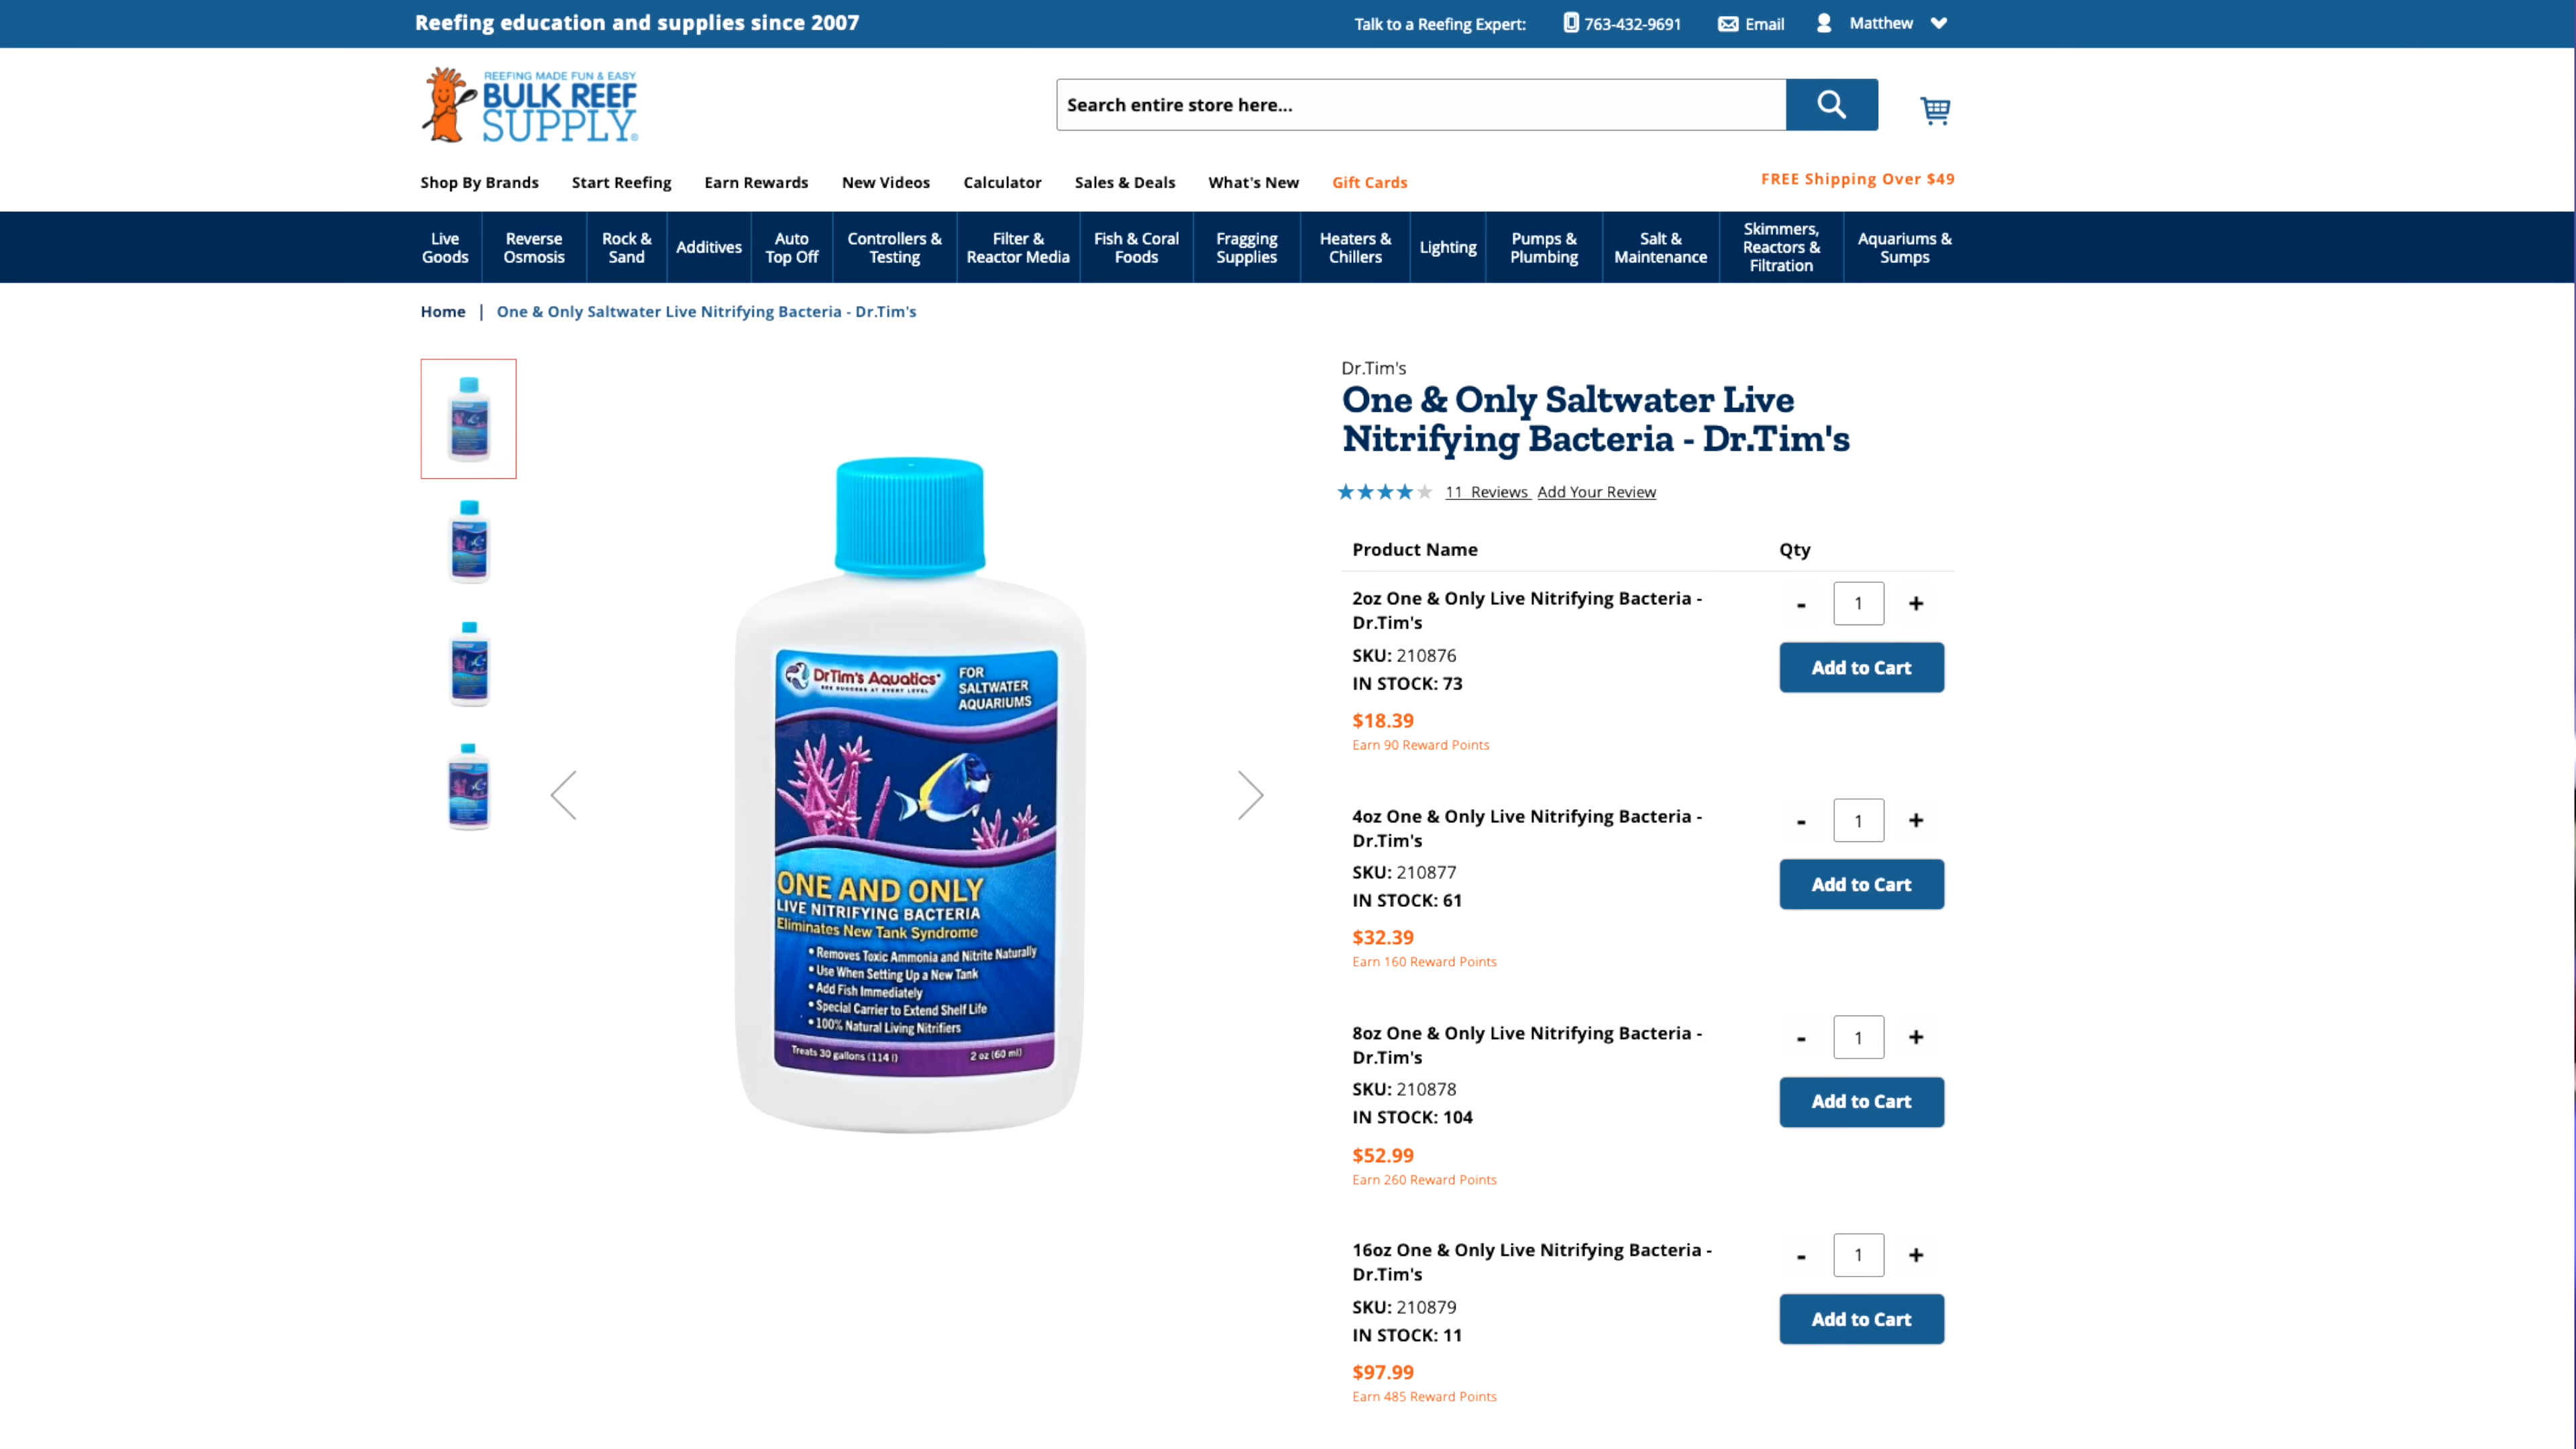 Reefing education and supplies since 2007
Talk to a Reefing Expert: 763-432-9691 Email Matthew
REEFING MADE FUN & EASY
BULK REEF
SUPPLY®
Search entire store here...
Shop By Brands Start Reefing Earn Rewards New Videos Calculator Sales & Deals What's New Gift Cards
FREE Shipping Over $49
Live Goods
Reverse Osmosis
Rock & Sand
Additives
Auto Top Off
Controllers & Testing
Filter & Reactor Media
Fish & Coral Foods
Fragging Supplies
Heaters & Chillers
Lighting
Pumps & Plumbing
Salt & Maintenance
Skimmers, Reactors & Filtration
Aquariums & Sumps
Home | One & Only Saltwater Live Nitrifying Bacteria - Dr.Tim's
DrTim's Aquatics
FOR
SALTWATER
AQUARIUMS
ONE AND ONLY
LIVE NITRIFYING BACTERIA
Eliminates New Tank Syndrome
• Removes Toxic Ammonia and Nitrite Naturally
• Use When Setting Up a New Tank
• Add Fish Immediately
• Special Carrier to Extend Shelf Life
• 100% Natural Living Nitrifiers
Treats 30 gallons (114 l) 2 oz (60 ml)
Dr.Tim's
One & Only Saltwater Live
Nitrifying Bacteria - Dr.Tim's
11 Reviews Add Your Review
Product Name Qty
2oz One & Only Live Nitrifying Bacteria -
Dr.Tim's
- 1 +
SKU: 210876
Add to Cart
IN STOCK: 73
$18.39
Earn 90 Reward Points
4oz One & Only Live Nitrifying Bacteria -
Dr.Tim's
- 1 +
SKU: 210877
Add to Cart
IN STOCK: 61
$32.39
Earn 160 Reward Points
8oz One & Only Live Nitrifying Bacteria -
Dr.Tim's
- 1 +
SKU: 210878
Add to Cart
IN STOCK: 104
$52.99
Earn 260 Reward Points
16oz One & Only Live Nitrifying Bacteria -
Dr.Tim's
- 1 +
SKU: 210879
Add to Cart
IN STOCK: 11
$97.99
Earn 485 Reward Points